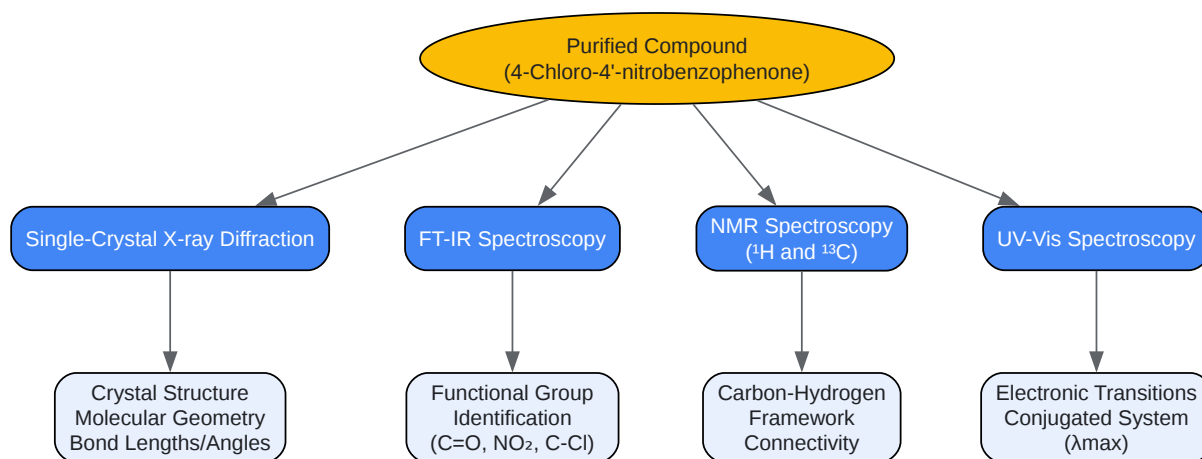 Purified Compound
(4-Chloro-4'-nitrobenzophenone)
Single-Crystal X-ray Diffraction
FT-IR Spectroscopy
NMR Spectroscopy
(¹H and ¹³C)
UV-Vis Spectroscopy
Crystal Structure
Molecular Geometry
Bond Lengths/Angles
Functional Group
Identification
(C=O, NO₂, C-Cl)
Carbon-Hydrogen
Framework
Connectivity
Electronic Transitions
Conjugated System
(λmax)